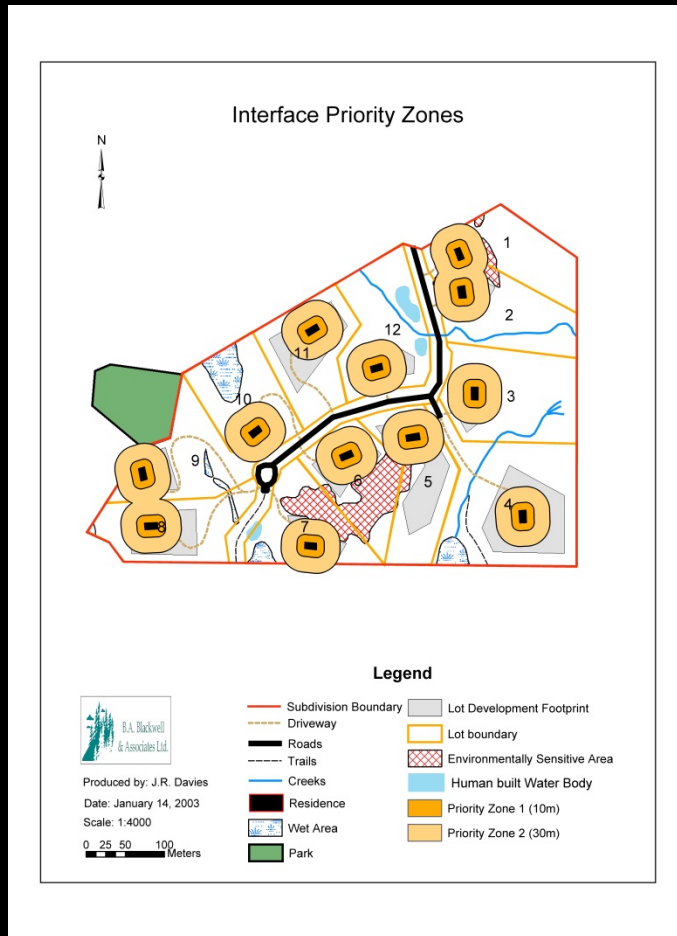 Interface Priority Zones
N
1
2
12
11
3
10
9
6
5
4
8
7
Legend
B.A. Blackwell
& Associates Ltd.
Produced by: J.R. Davies
Date: January 14, 2003
Scale: 1:4000
0 25 50 100
Meters
Subdivision Boundary
Driveway
Roads
Trails
Creeks
Residence
Wet Area
Park
Lot Development Footprint
Lot boundary
Environmentally Sensitive Area
Human built Water Body
Priority Zone 1 (10m)
Priority Zone 2 (30m)